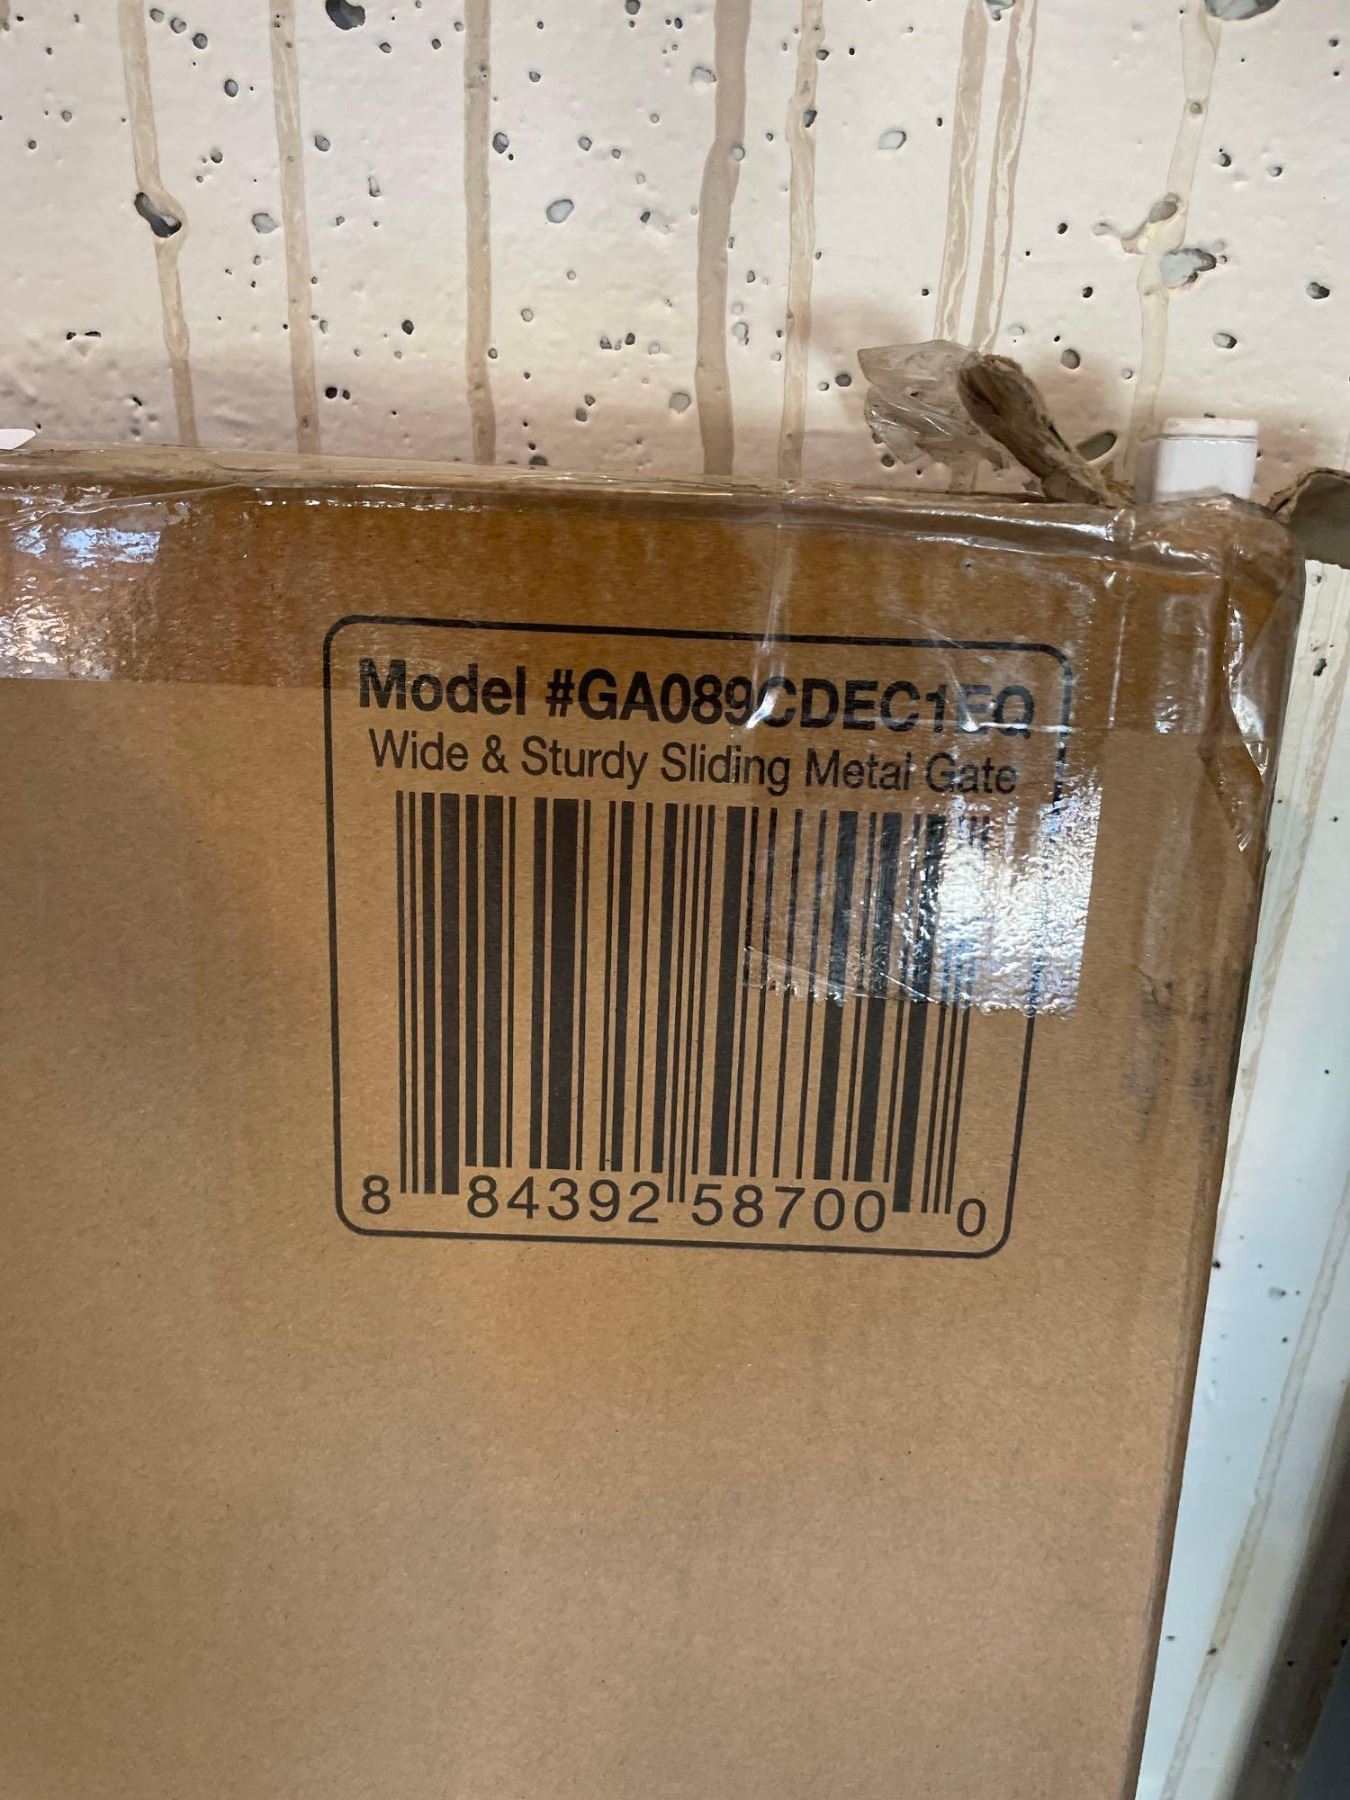 Model #GA089CDEC1EQ
Wide & Sturdy Sliding Metal Gate
8 84392 58700 0